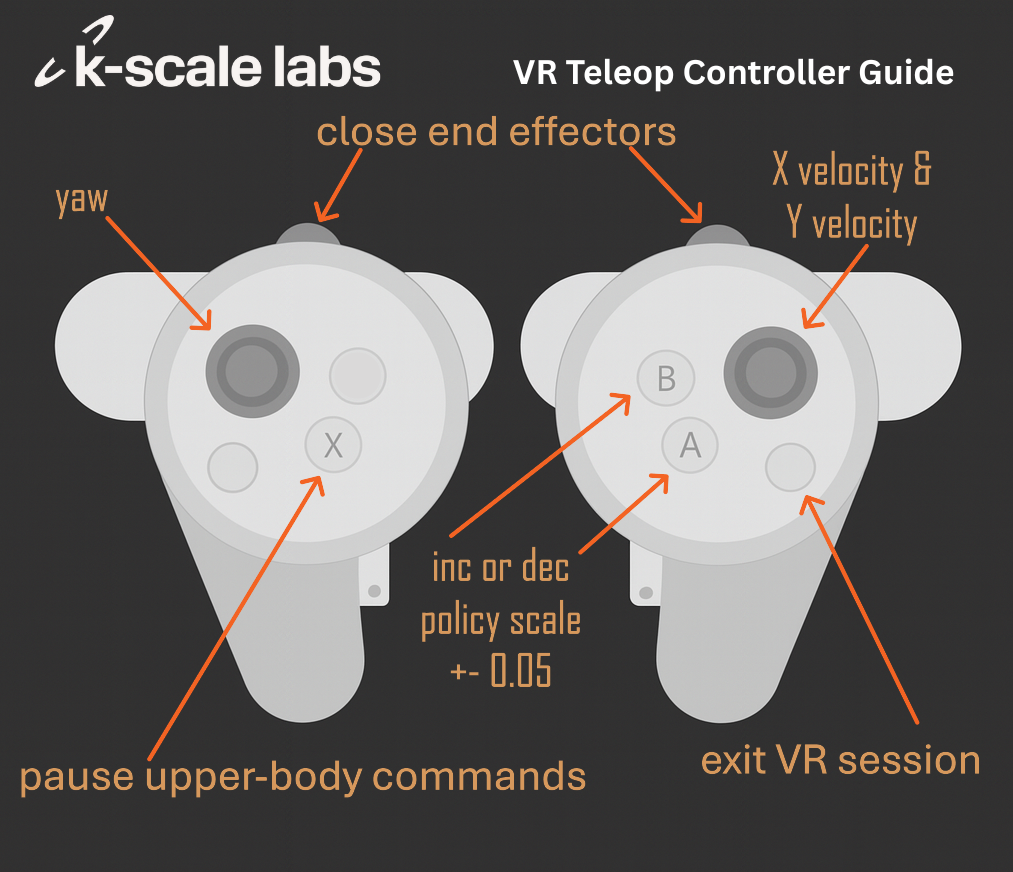 k-scale labs
VR Teleop Controller Guide
close end effectors
X velocity &
Y velocity
yaw
X
B
A
inc or dec
policy scale
+- 0.05
pause upper-body commands
exit VR session